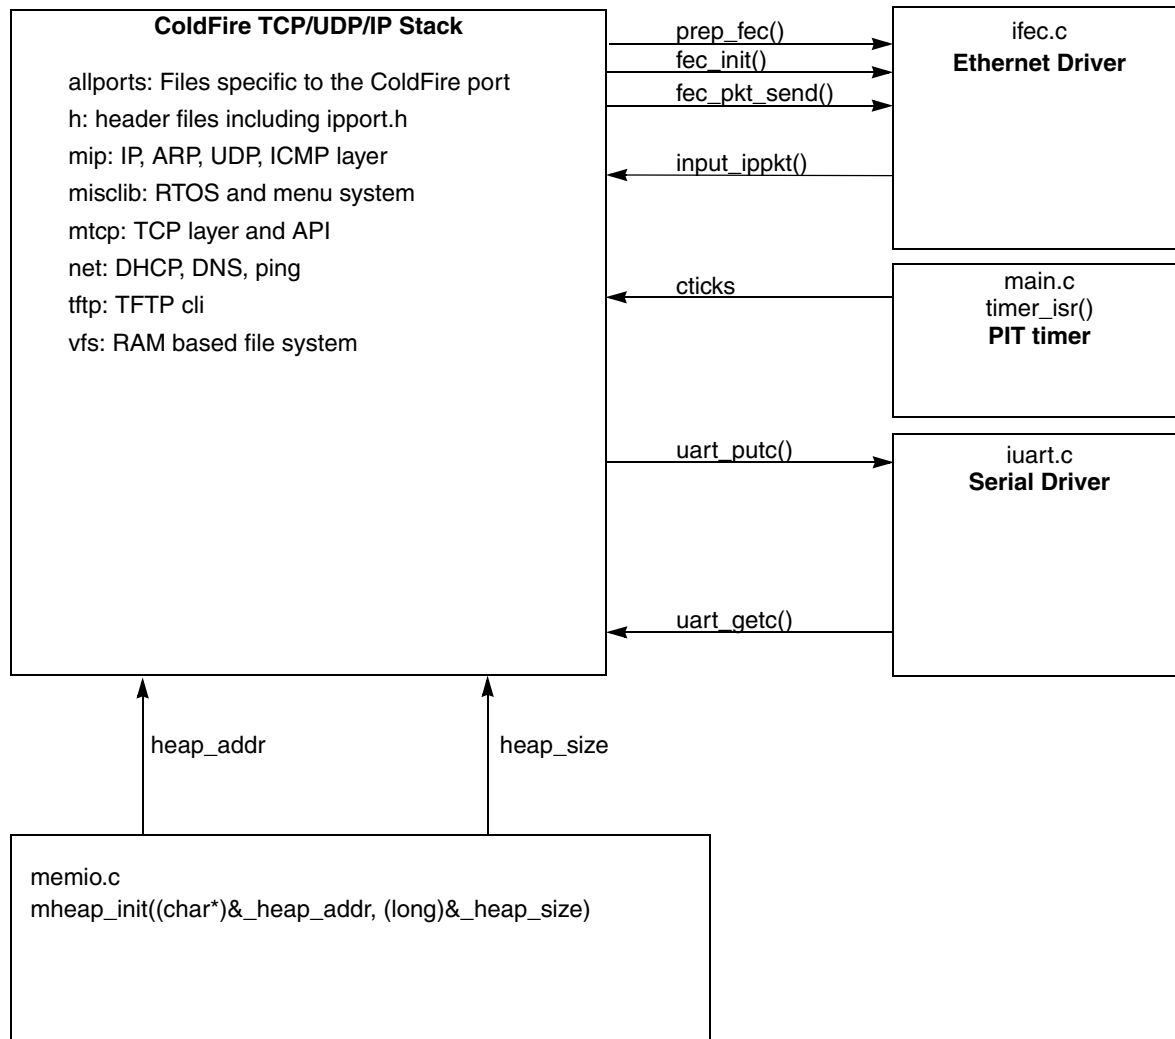 ColdFire TCP/UDP/IP Stack
allports: Files specific to the ColdFire port
h: header files including ipport.h
mip: IP, ARP, UDP, ICMP layer
misclib: RTOS and menu system
mtcp: TCP layer and API
net: DHCP, DNS, ping
tftp: TFTP cli
vfs: RAM based file system
prep_fec()
fec_init()
fec_pkt_send()
input_ippkt()
cticks
uart_putc()
uart_getc()
ifec.c
Ethernet Driver
main.c
timer_isr()
PIT timer
iuart.c
Serial Driver
heap_addr
heap_size
memio.c
mheap_init((char*)&_heap_addr, (long)&_heap_size)